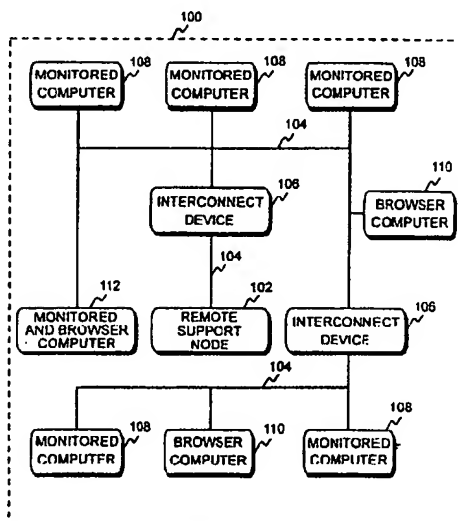 100
108
108
108
MONITORED
COMPUTER
MONITORED
COMPUTER
MONITORED
COMPUTER
104
106
110
INTERCONNECT
DEVICE
BROWSER
COMPUTER
104
112
102
106
MONITORED
AND BROWSER
COMPUTER
REMOTE
SUPPORT
NODE
INTERCONNECT
DEVICE
104
108
110
108
MONITORED
COMPUTER
BROWSER
COMPUTER
MONITORED
COMPUTER